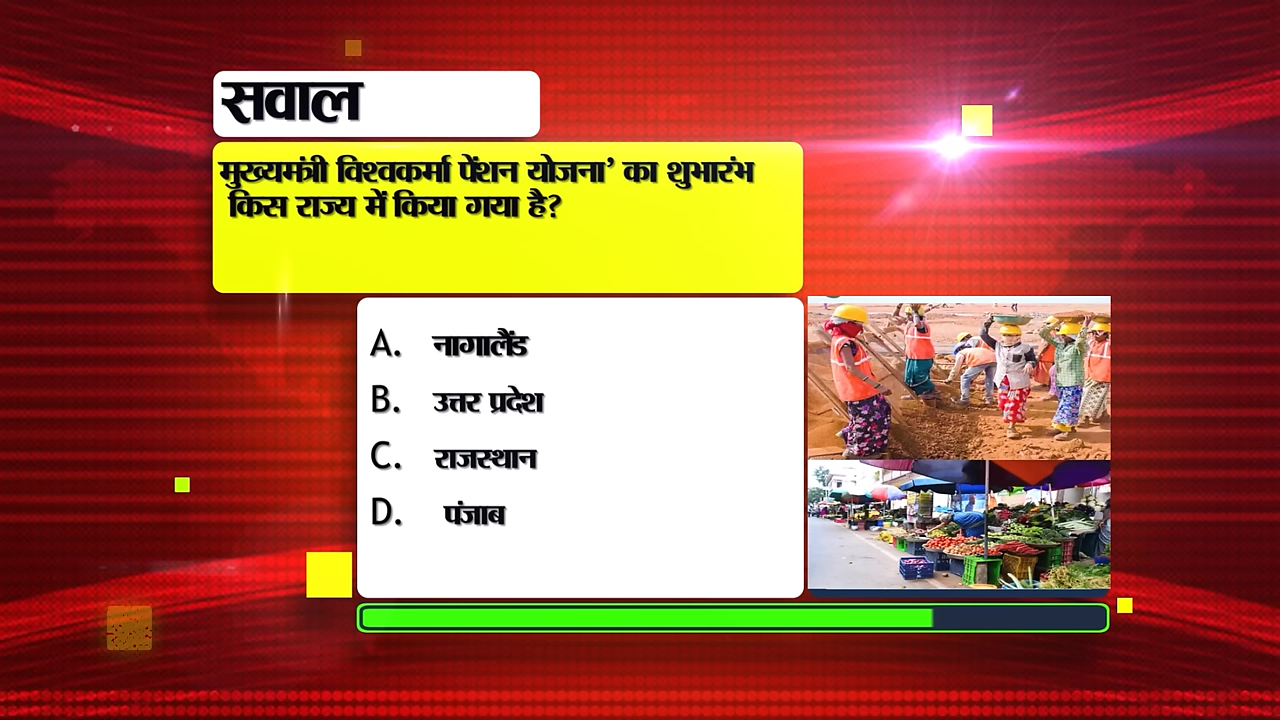 सवाल
मुख्यमंत्री विश्वकर्मा पेंशन योजना’ का शुभारंभ
किस राज्य में किया गया है?
A. नागालैंड
B. उत्तर प्रदेश
C. राजस्थान
D. पंजाब